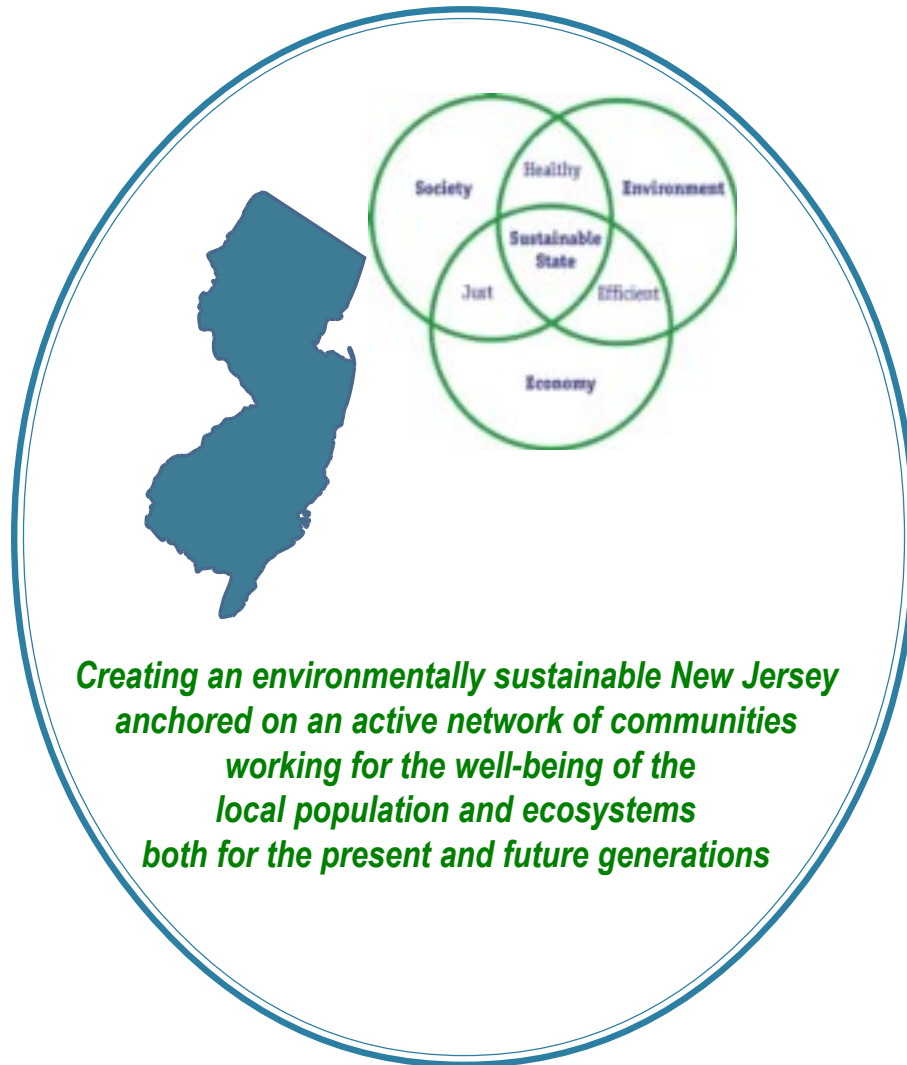 Healthy
Society
Environment
Sustainable
State
Just
Efficient
Economy
Creating an environmentally sustainable New Jersey
anchored on an active network of communities
working for the well-being of the
local population and ecosystems
both for the present and future generations